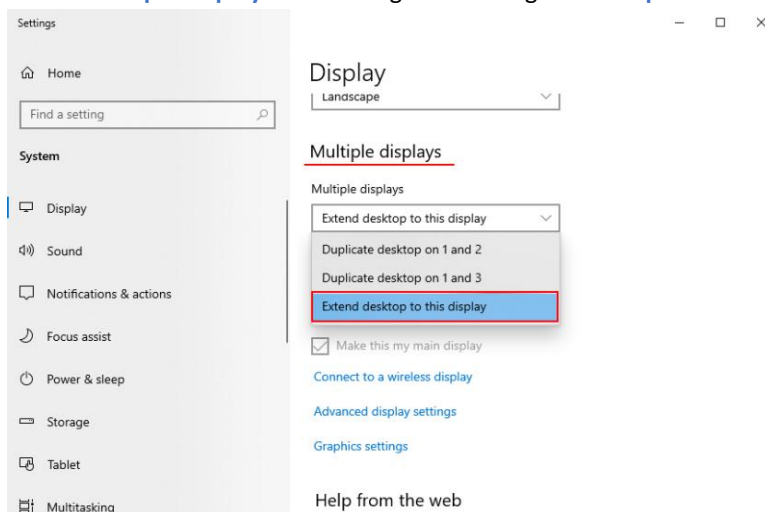 Settings
Home
Find a setting
System
Display
Sound
Notifications & actions
Focus assist
Power & sleep
Storage
Tablet
Multitasking
Display
Landscape
Multiple displays
Multiple displays
Extend desktop to this display
Duplicate desktop on 1 and 2
Duplicate desktop on 1 and 3
Extend desktop to this display
Make this my main display
Connect to a wireless display
Advanced display settings
Graphics settings
Help from the web